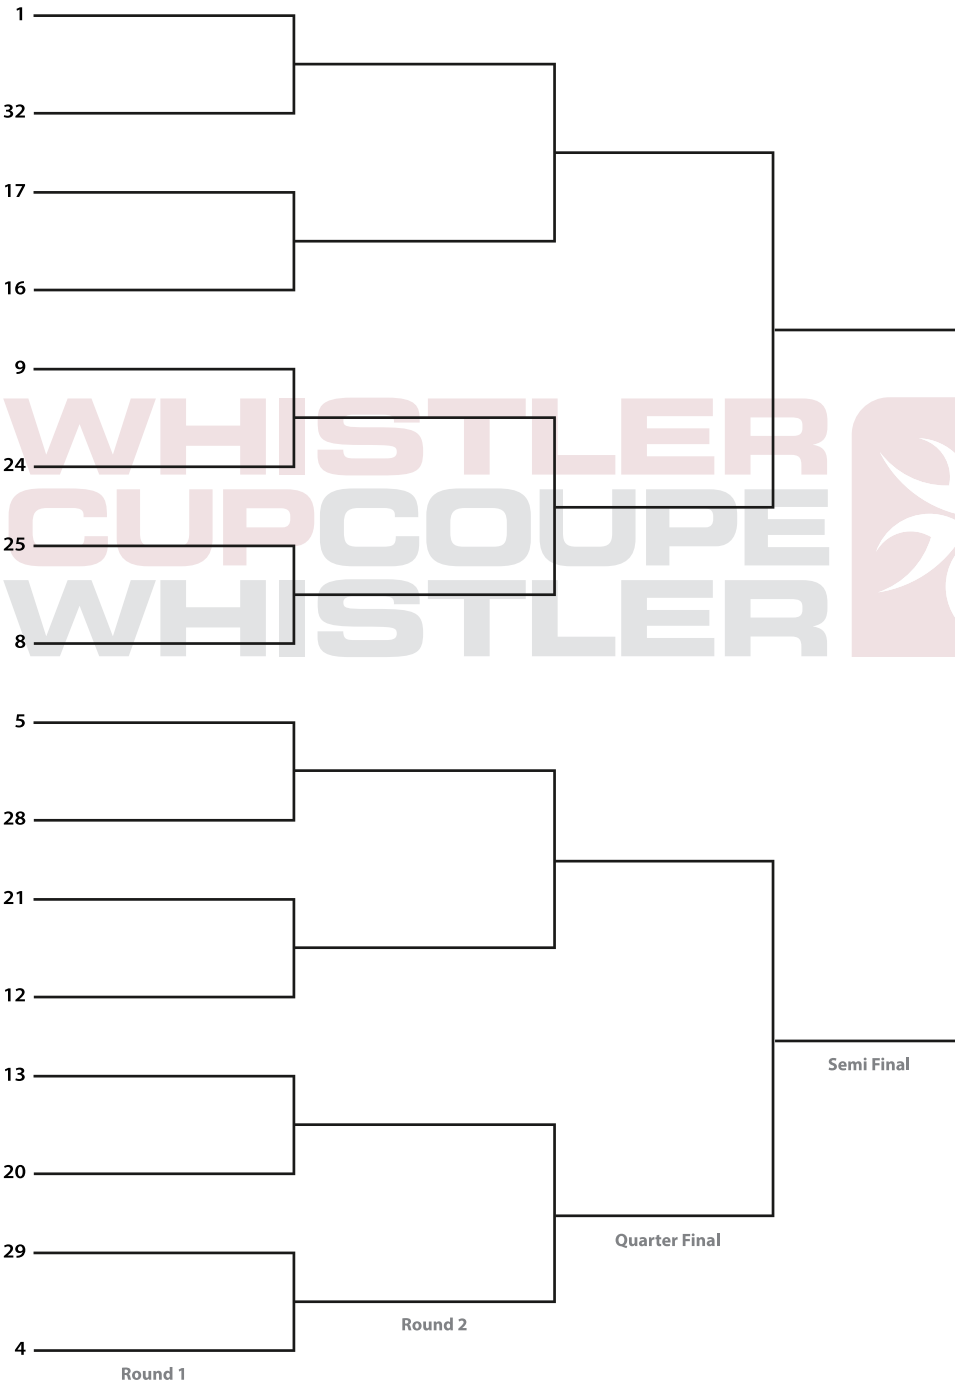 1
32
17
16
9
24
25
8
WHISTLER
CUPCOUPE
WHISTLER
5
28
21
12
13
20
29
4
Semi Final
Quarter Final
Round 2
Round 1